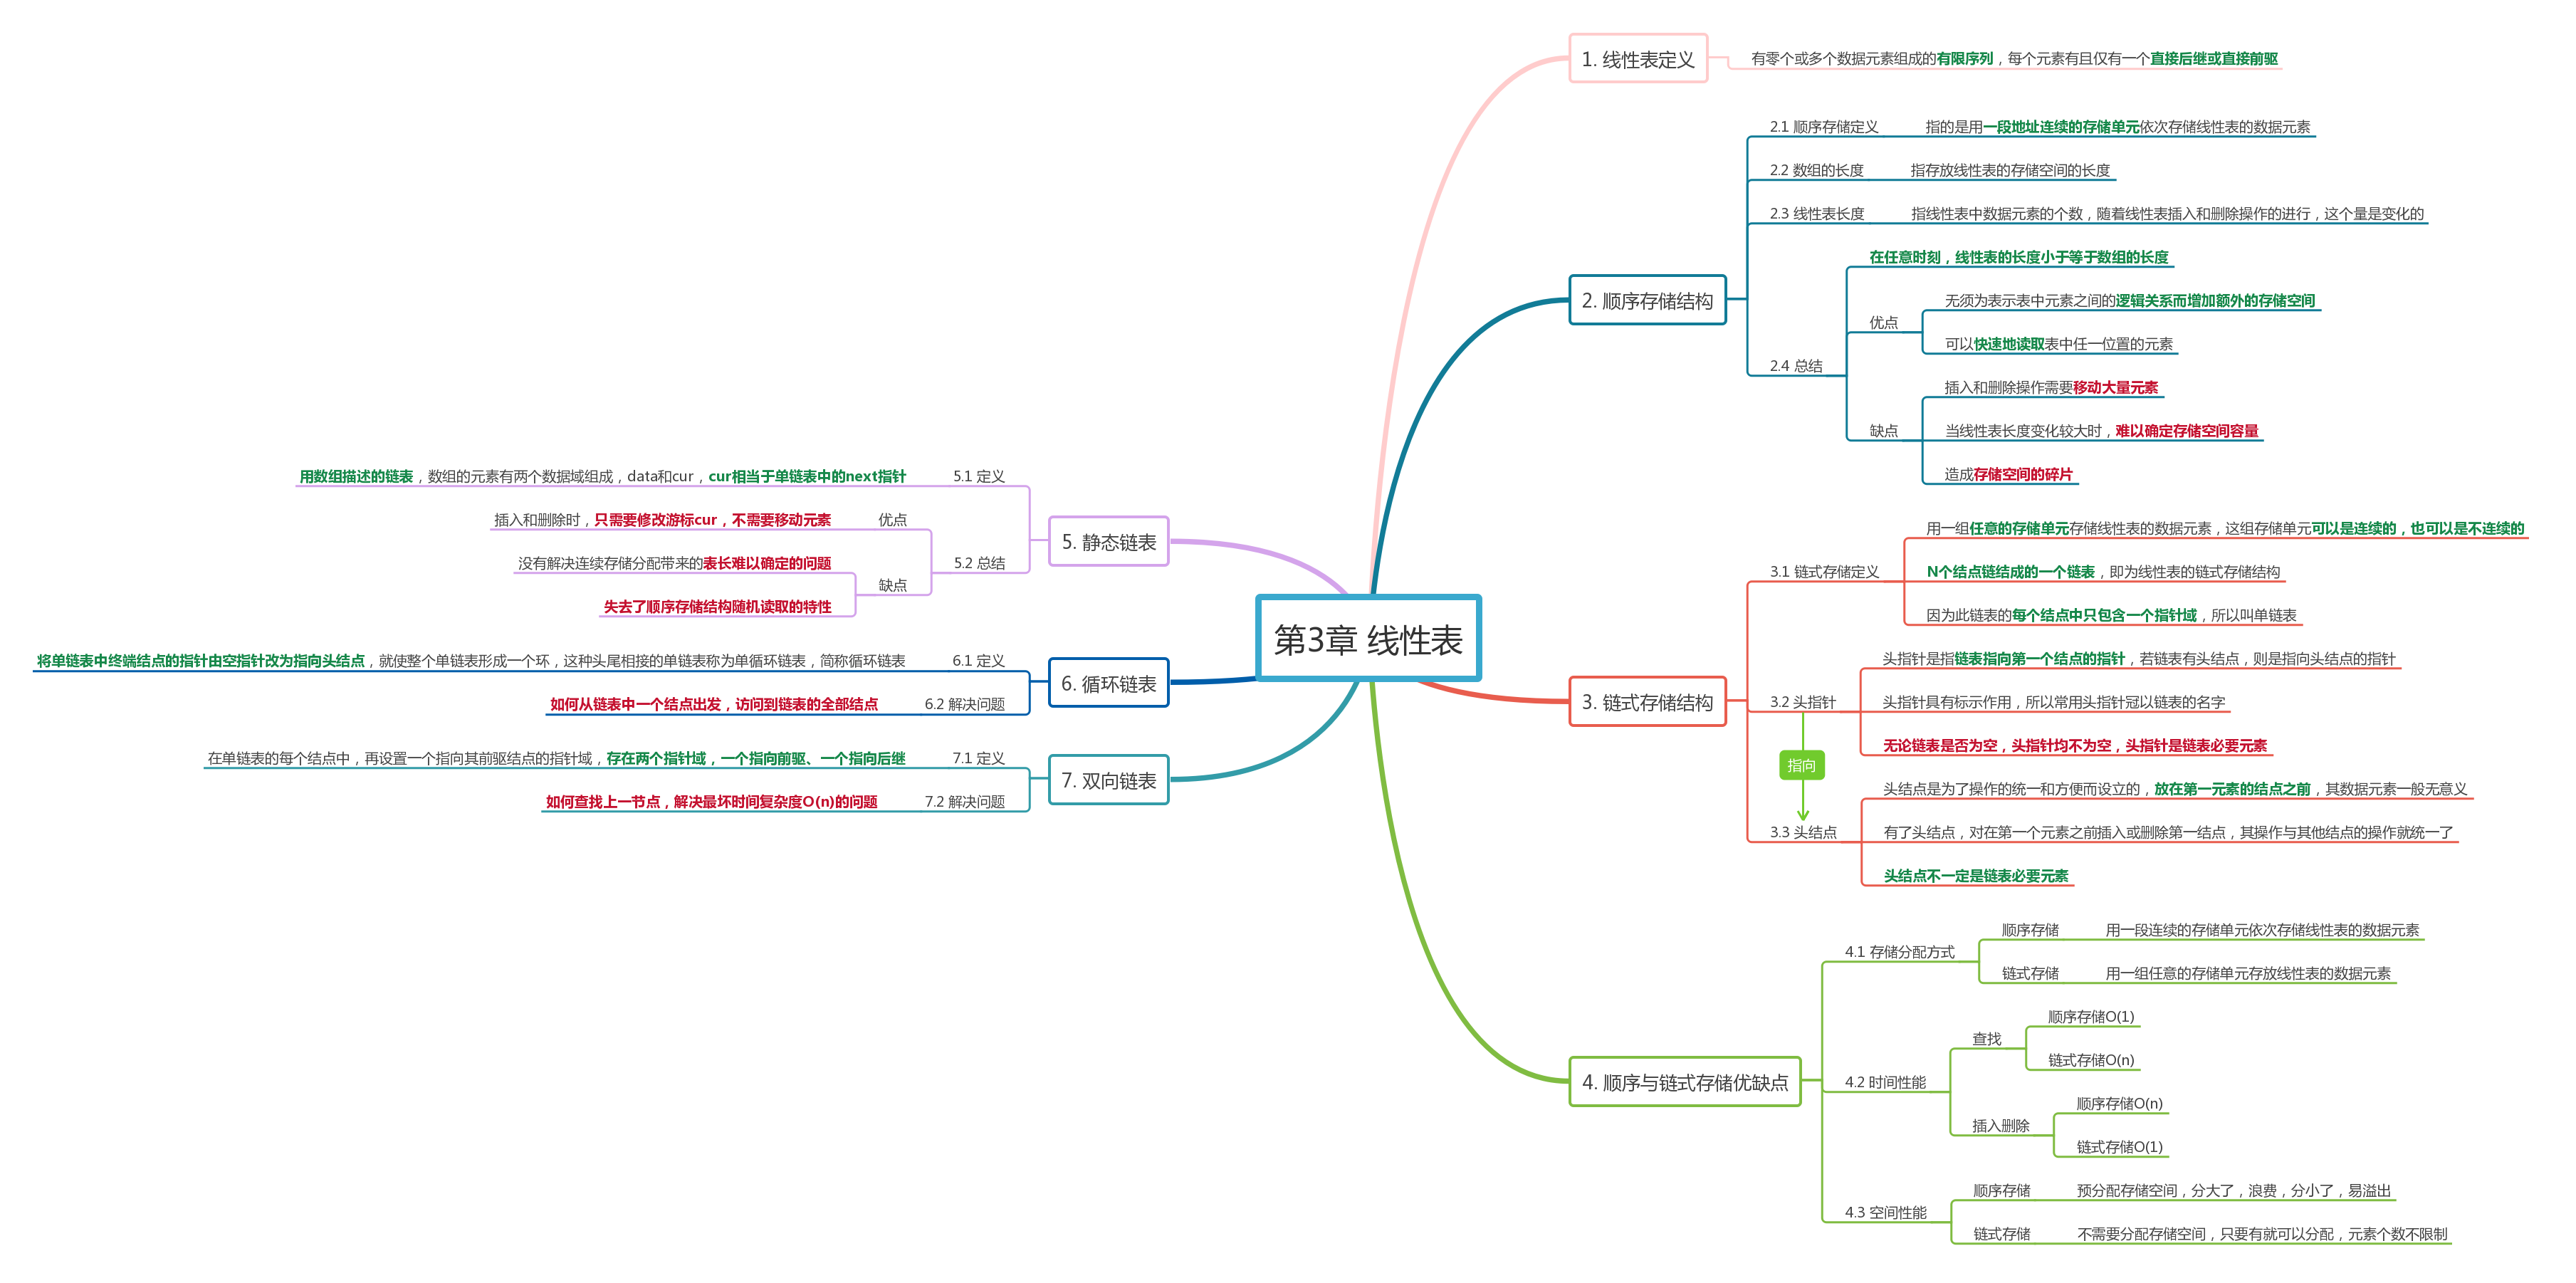 第3章 线性表
1. 线性表定义
有零个或多个数据元素组成的有限序列，每个元素有且仅有一个直接后继或直接前驱
2. 顺序存储结构
2.1 顺序存储定义
指的是用一段地址连续的存储单元依次存储线性表的数据元素
2.2 数组的长度
指存放线性表的存储空间的长度
2.3 线性表长度
指线性表中数据元素的个数，随着线性表插入和删除操作的进行，这个量是变化的
2.4 总结
在任意时刻，线性表的长度小于等于数组的长度
优点
无须为表示表中元素之间的逻辑关系而增加额外的存储空间
可以快速地读取表中任一位置的元素
缺点
插入和删除操作需要移动大量元素
当线性表长度变化较大时，难以确定存储空间容量
造成存储空间的碎片
3. 链式存储结构
3.1 链式存储定义
用一组任意的存储单元存储线性表的数据元素，这组存储单元可以是连续的，也可以是不连续的
N个结点链结成的一个链表，即为线性表的链式存储结构
因为此链表的每个结点中只包含一个指针域，所以叫单链表
3.2 头指针
头指针是指链表指向第一个结点的指针，若链表有头结点，则是指向头结点的指针
头指针具有标示作用，所以常用头指针冠以链表的名字
无论链表是否为空，头指针均不为空，头指针是链表必要元素
指向
3.3 头结点
头结点是为了操作的统一和方便而设立的，放在第一元素的结点之前，其数据元素一般无意义
有了头结点，对在第一个元素之前插入或删除第一结点，其操作与其他结点的操作就统一了
头结点不一定是链表必要元素
4. 顺序与链式存储优缺点
4.1 存储分配方式
顺序存储
用一段连续的存储单元依次存储线性表的数据元素
链式存储
用一组任意的存储单元存放线性表的数据元素
4.2 时间性能
查找
顺序存储O(1)
链式存储O(n)
插入删除
顺序存储O(n)
链式存储O(1)
4.3 空间性能
顺序存储
预分配存储空间，分大了，浪费，分小了，易溢出
链式存储
不需要分配存储空间，只要有就可以分配，元素个数不限制
5. 静态链表
5.1 定义
用数组描述的链表，数组的元素有两个数据域组成，data和cur，cur相当于单链表中的next指针
5.2 总结
优点
插入和删除时，只需要修改游标cur，不需要移动元素
缺点
没有解决连续存储分配带来的表长难以确定的问题
失去了顺序存储结构随机读取的特性
6. 循环链表
6.1 定义
将单链表中终端结点的指针由空指针改为指向头结点，就使整个单链表形成一个环，这种头尾相接的单链表称为单循环链表，简称循环链表
6.2 解决问题
如何从链表中一个结点出发，访问到链表的全部结点
7. 双向链表
7.1 定义
在单链表的每个结点中，再设置一个指向其前驱结点的指针域，存在两个指针域，一个指向前驱、一个指向后继
7.2 解决问题
如何查找上一节点，解决最坏时间复杂度O(n)的问题